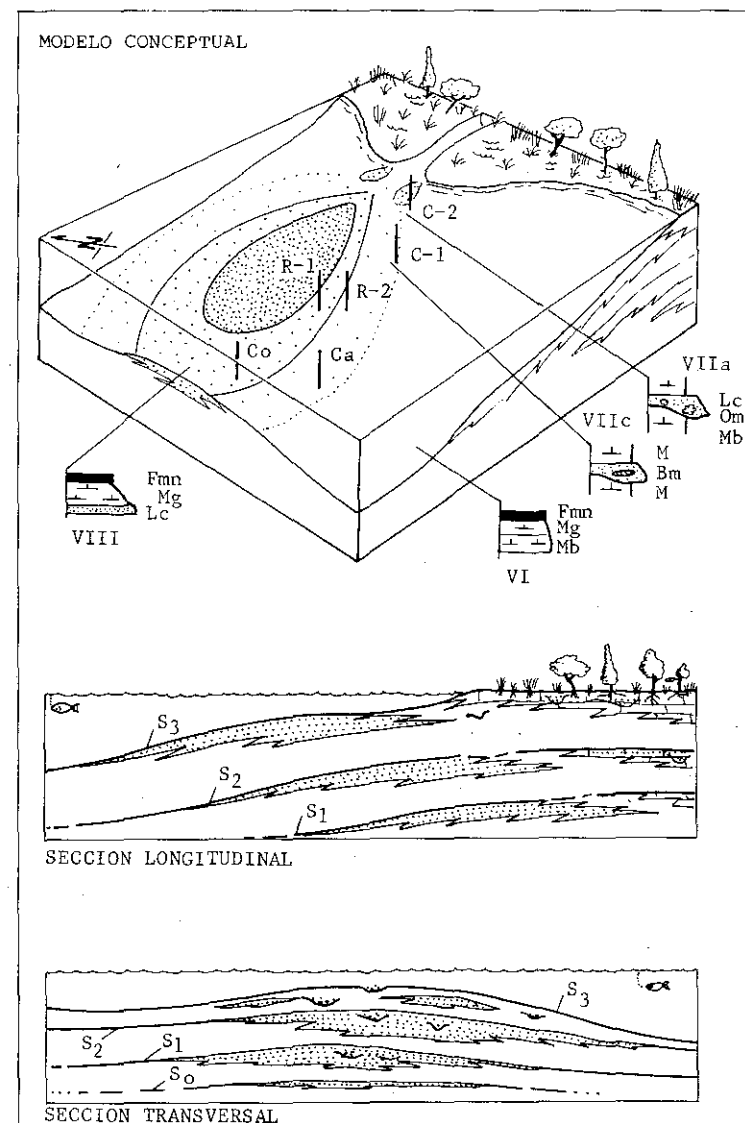 MODELO CONCEPTUAL
N
C-2
C-1
R-1
R-2
Co
Ca
VIIa
Lc
Om
Mb
VIIc
M
Bm
M
Fmn
Mg
Lc
VIII
Fmn
Mg
Mb
VI
S3
S2
S1
SECCION LONGITUDINAL
S3
S2
S1
So
SECCION TRANSVERSAL